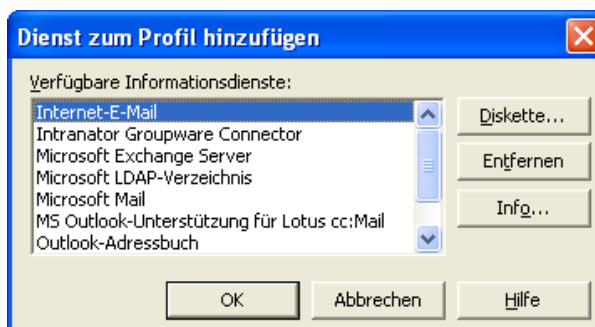 Dienst zum Profil hinzufügen
Verfügbare Informationsdienste:
Internet-E-Mail
Intranator Groupware Connector
Microsoft Exchange Server
Microsoft LDAP-Verzeichnis
Microsoft Mail
MS Outlook-Unterstützung für Lotus cc:Mail
Outlook-Adressbuch
Diskette...
Entfernen
Info...
OK
Abbrechen
Hilfe